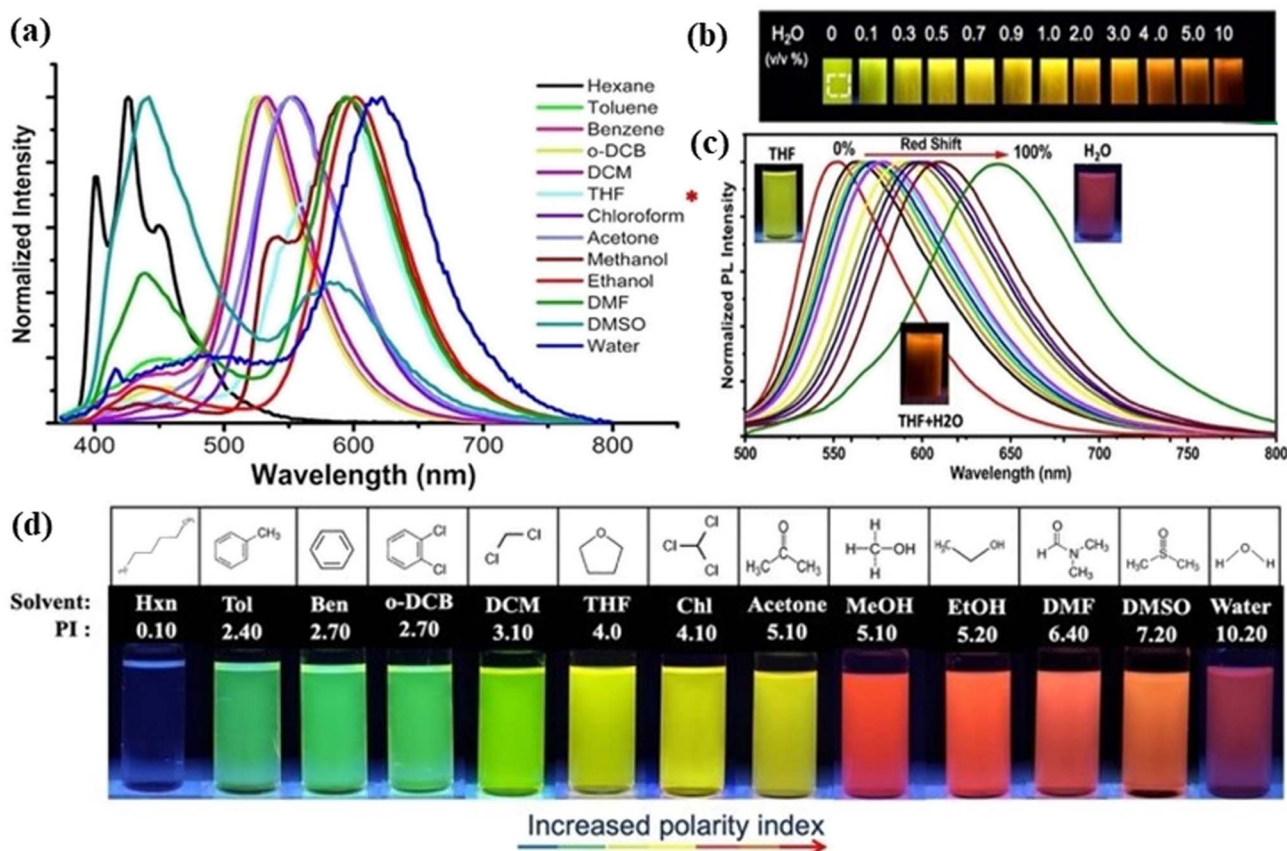 (a)
Normalized Intensity
Hexane
Toluene
Benzene
o-DCB
DCM
THF *
Chloroform
Acetone
Methanol
Ethanol
DMF
DMSO
Water
400 500 600 700 800
Wavelength (nm)
(b)
H₂O 0 0.1 0.3 0.5 0.7 0.9 1.0 2.0 3.0 4 .0 5.0 10
(v/v %)
(c)
Normalized PL Intensity
THF 0% Red Shift 100% H₂O
THF+H2O
500 550 600 650 700 750 800
Wavelength (nm)
(d)
CH₃ Cl Cl Cl Cl O Cl Cl Cl O H₃C CH₃ H H C OH H H₃C OH O H N CH₃ CH₃ O H₃C S CH₃ H O H
Solvent: Hxn Tol Ben o-DCB DCM THF Chl Acetone MeOH EtOH DMF DMSO Water
PI : 0.10 2.40 2.70 2.70 3.10 4.0 4.10 5.10 5.10 5.20 6.40 7.20 10.20
Increased polarity index